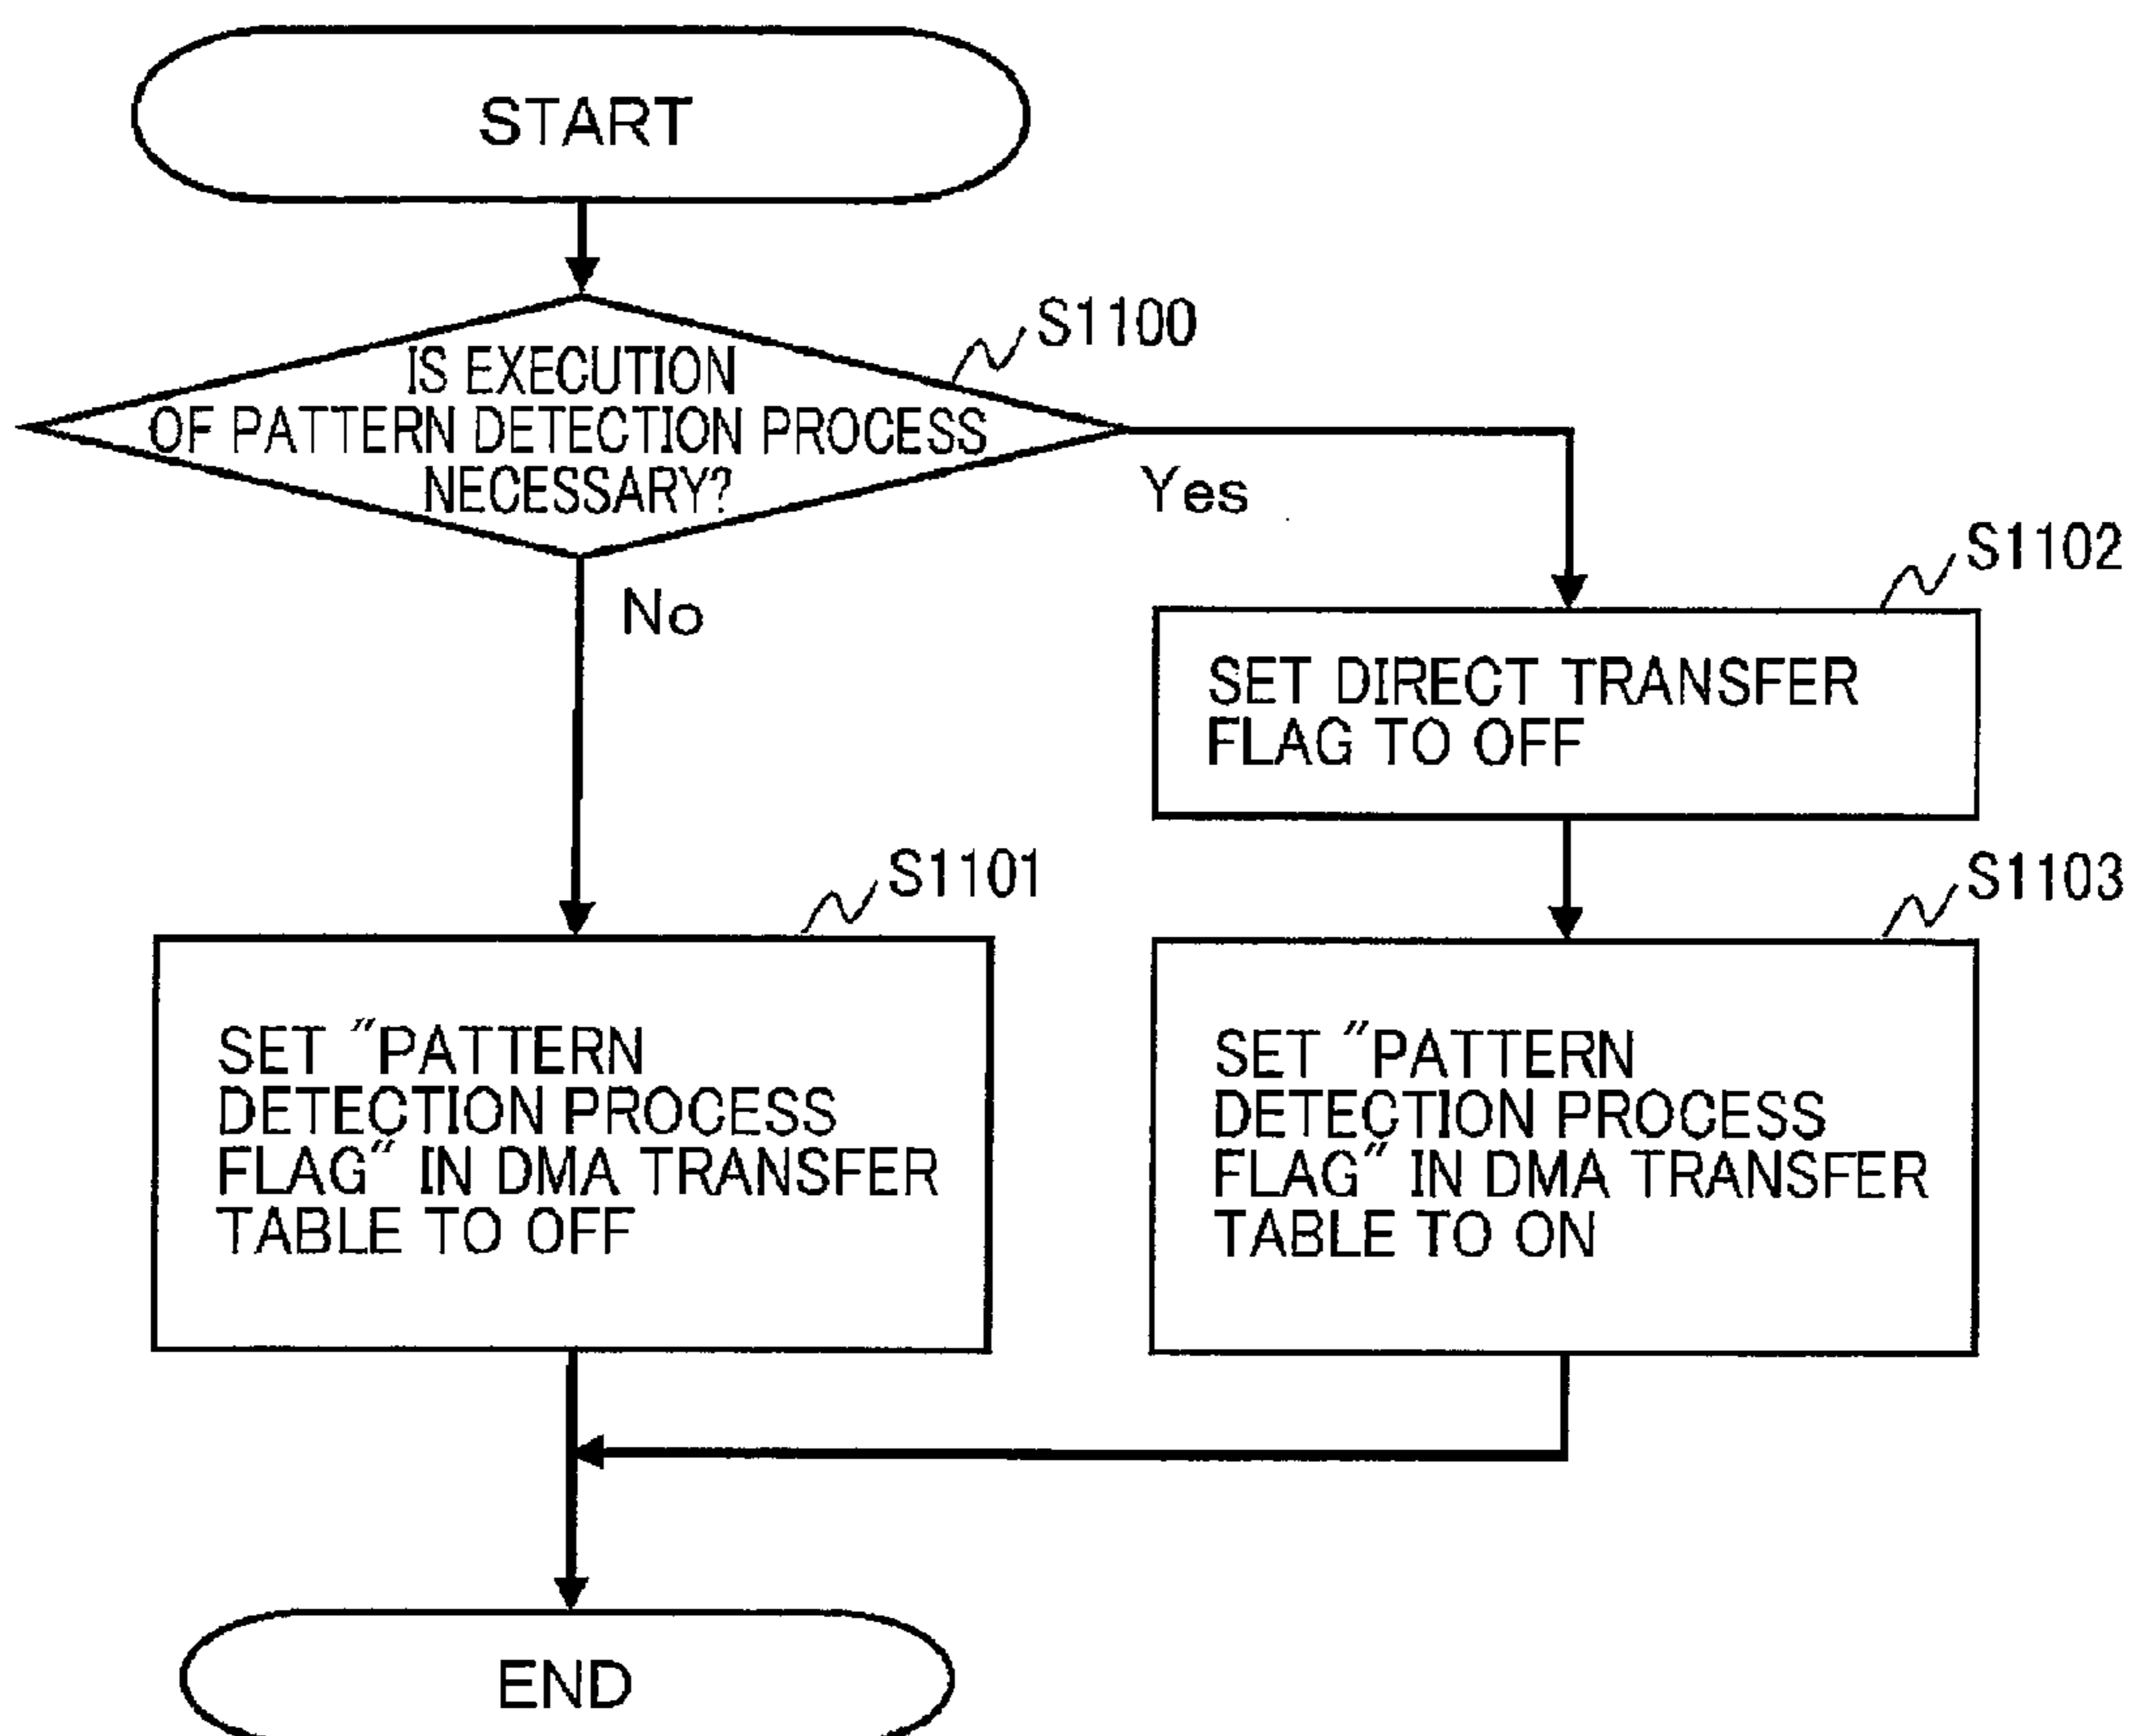 START
S1100
IS EXECUTION
OF PATTERN DETECTION PROCESS
NECESSARY?
Yes
No
S1102
SET DIRECT TRANSFER
FLAG TO OFF
S1101
SET "PATTERN
DETECTION PROCESS
FLAG" IN DMA TRANSFER
TABLE TO OFF
S1103
SET "PATTERN
DETECTION PROCESS
FLAG" IN DMA TRANSFER
TABLE TO ON
END